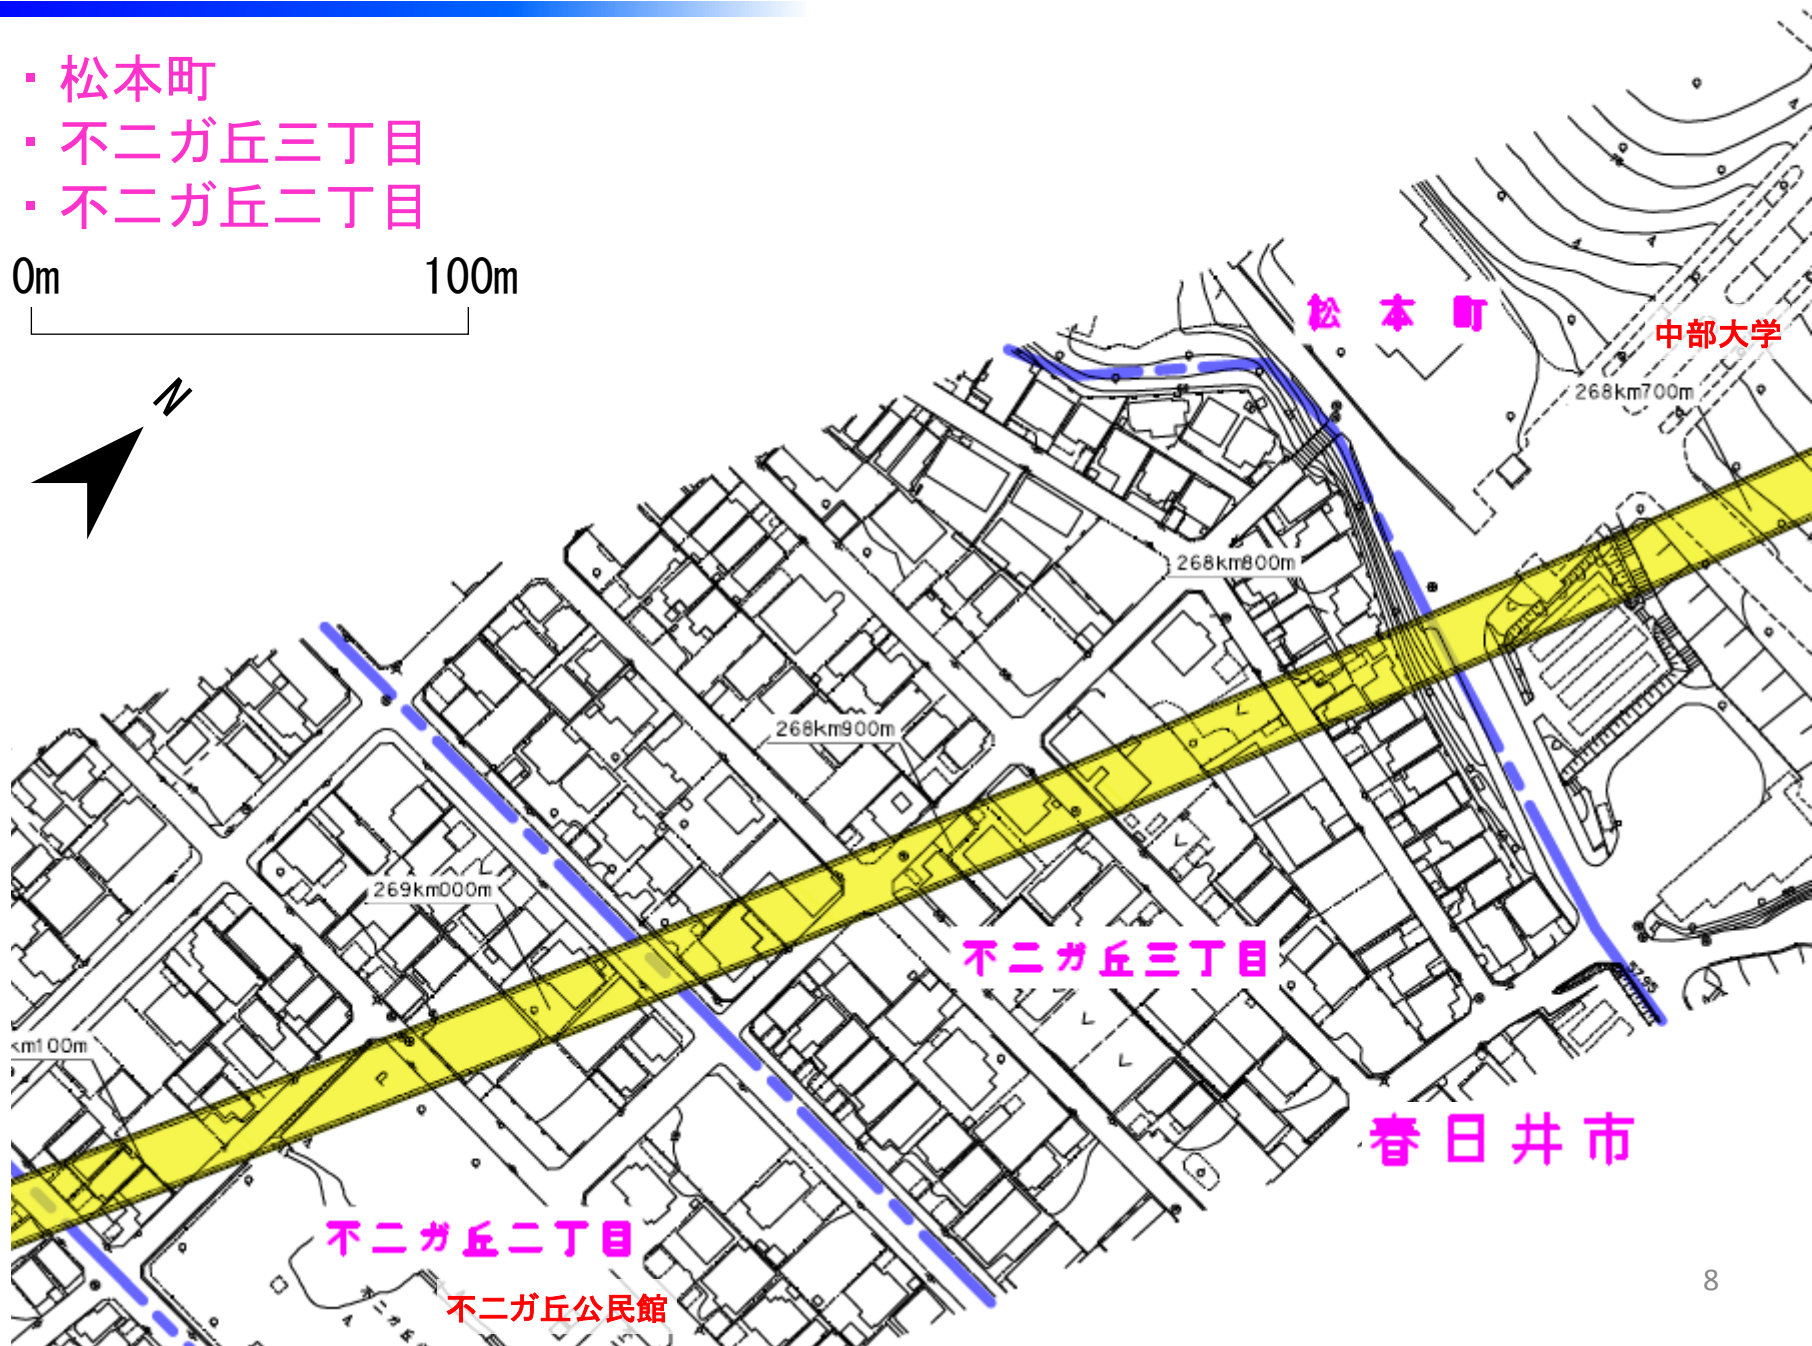 ・松本町
・不二ガ丘三丁目
・不二ガ丘二丁目
0m 100m
N
松本町
中部大学
268km700m
268km800m
268km900m
269km000m
不二ガ丘三丁目
km100m
P
春日井市
不二ガ丘二丁目
不二ガ丘公民館
8